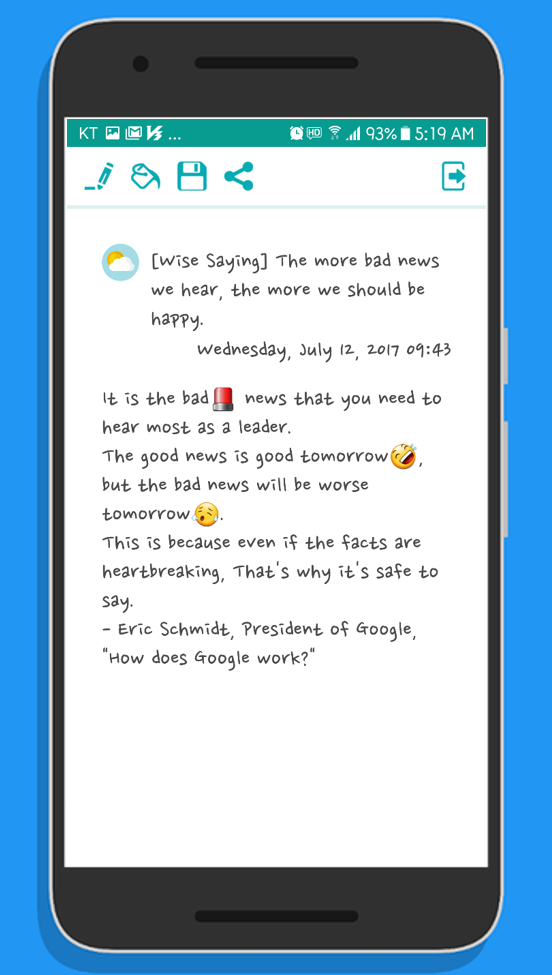 KT ... HD 93% 5:19 AM
[Wise Saying] The more bad news
we hear, the more we should be
happy.
Wednesday, July 12, 2017 09:43
It is the bad🚨 news that you need to
hear most as a leader.
The good news is good tomorrow🤣,
but the bad news will be worse
tomorrow😥.
This is because even if the facts are
heartbreaking, That's why it's safe to
say.
- Eric Schmidt, President of Google,
"How does Google work?"